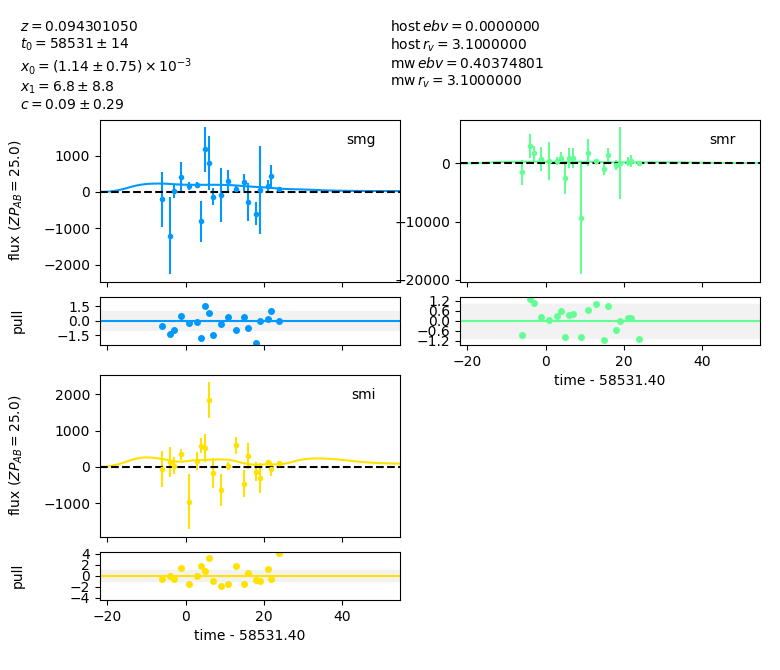 z = 0.094301050
t₀ = 58531 ± 14
x₀ = (1.14 ± 0.75) × 10⁻³
x₁ = 6.8 ± 8.8
c = 0.09 ± 0.29
host ebv = 0.0000000
host r_v = 3.1000000
mw ebv = 0.40374801
mw r_v = 3.1000000
smg
flux (ZP_AB = 25.0)
1000
0
−1000
−2000
pull
1.5
0.0
−1.5
smr
0
−10000
−20000
1.2
0.6
0.0
−0.6
−1.2
−20 0 20 40
time - 58531.40
smi
flux (ZP_AB = 25.0)
2000
1000
0
−1000
pull
4
2
0
−2
−4
−20 0 20 40
time - 58531.40